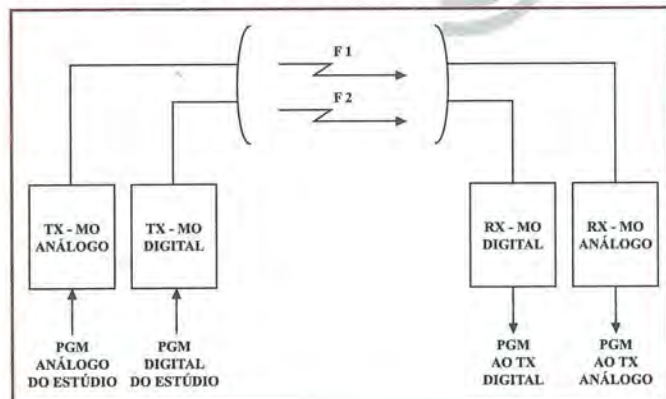 F 1
F 2
TX - MO
ANÁLOGO
TX - MO
DIGITAL
RX - MO
DIGITAL
RX - MO
ANÁLOGO
PGM
ANÁLOGO
DO ESTÚDIO
PGM
DIGITAL
DO ESTÚDIO
PGM
AO TX
DIGITAL
PGM
AO TX
ANÁLOGO